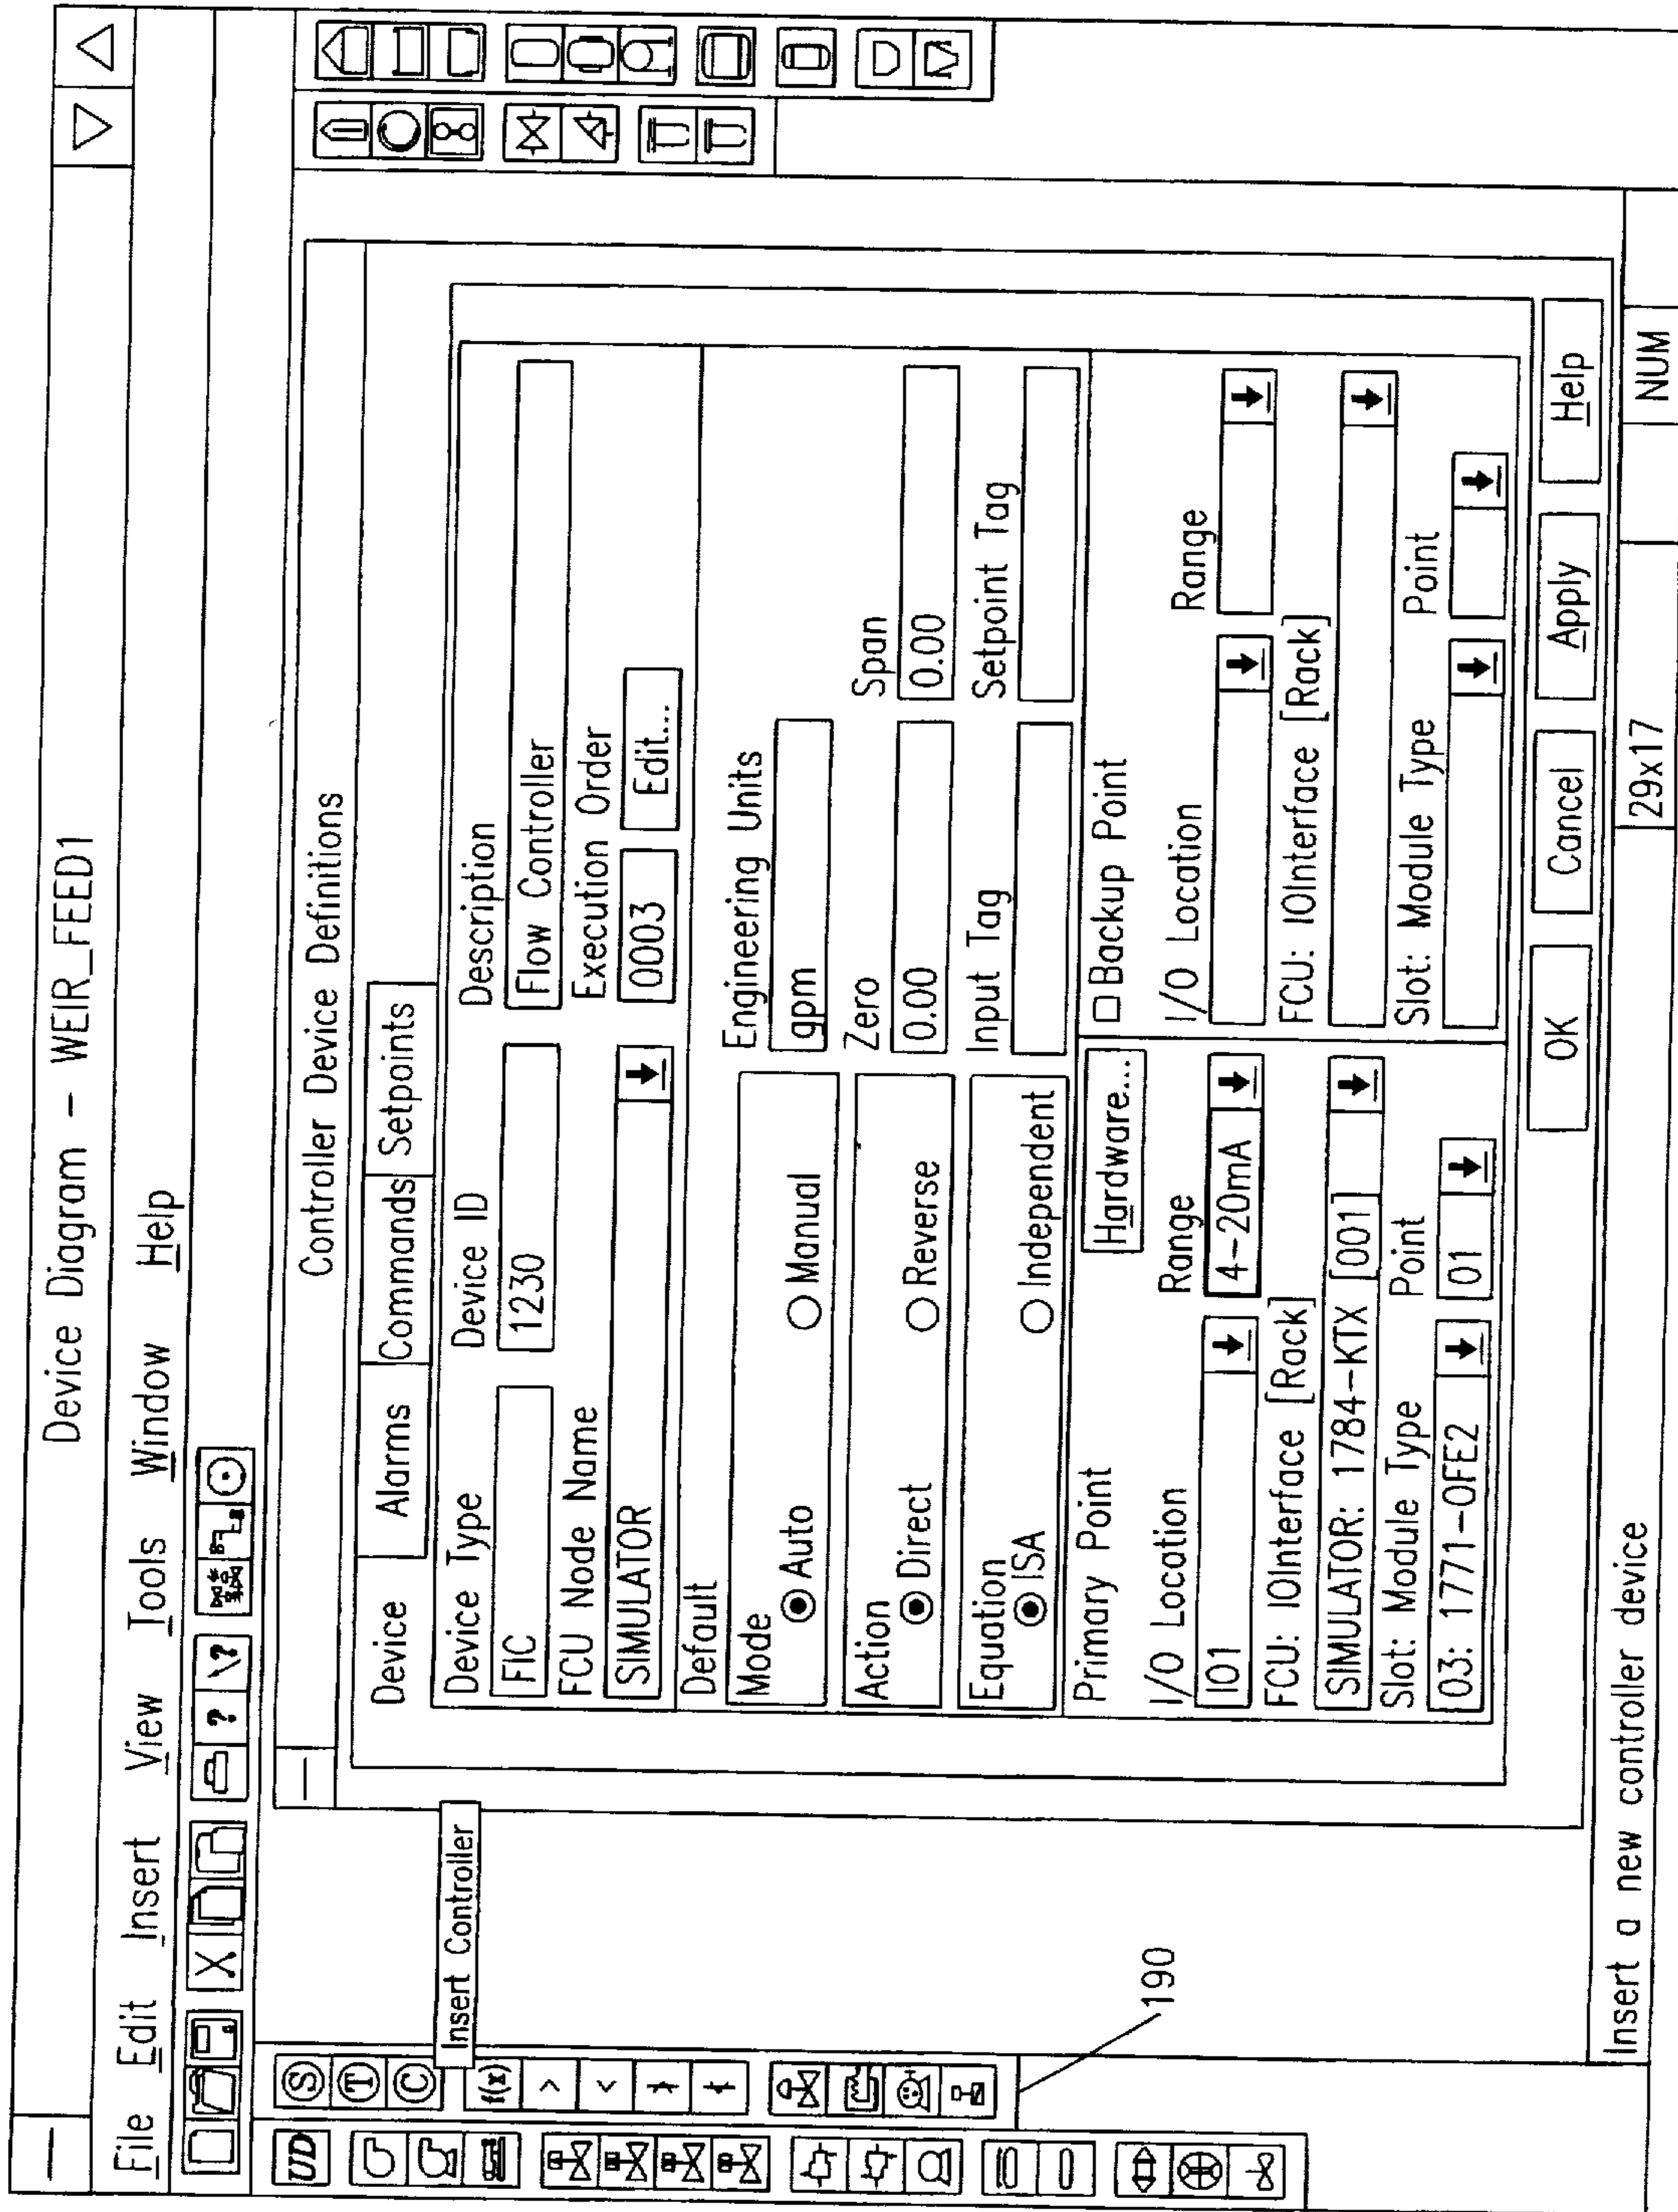 Device Diagram – WEIR_FEED1
File Edit Insert View Tools Window Help
? \?
UD
S
T
C
f(x)
>
<
Insert Controller
190
Controller Device Definitions
Device Alarms Commands Setpoints
Device Type Device ID Description
FIC 1230 Flow Controller
FCU Node Name Execution Order
SIMULATOR 0003 Edit...
Default
Mode Engineering Units
Auto Manual gpm
Action Zero Span
Direct Reverse 0.00 0.00
Equation Input Tag Setpoint Tag
ISA Independent
Primary Point Hardware... Backup Point
I/O Location Range I/O Location Range
I01 4-20mA
FCU: IOInterface [Rack] FCU: IOInterface [Rack]
SIMULATOR: 1784-KTX [001]
Slot: Module Type Point Slot: Module Type Point
03: 1771-OFE2 01
OK Cancel Apply Help
Insert a new controller device 29x17 NUM